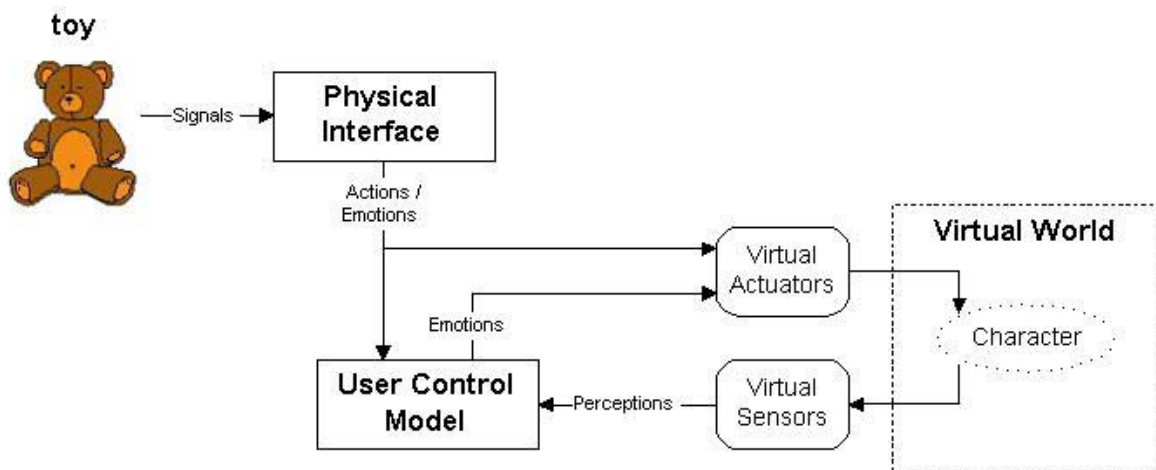 toy
Signals
Physical
Interface
Actions /
Emotions
Virtual World
Virtual
Actuators
Emotions
Character
User Control
Model
Perceptions
Virtual
Sensors